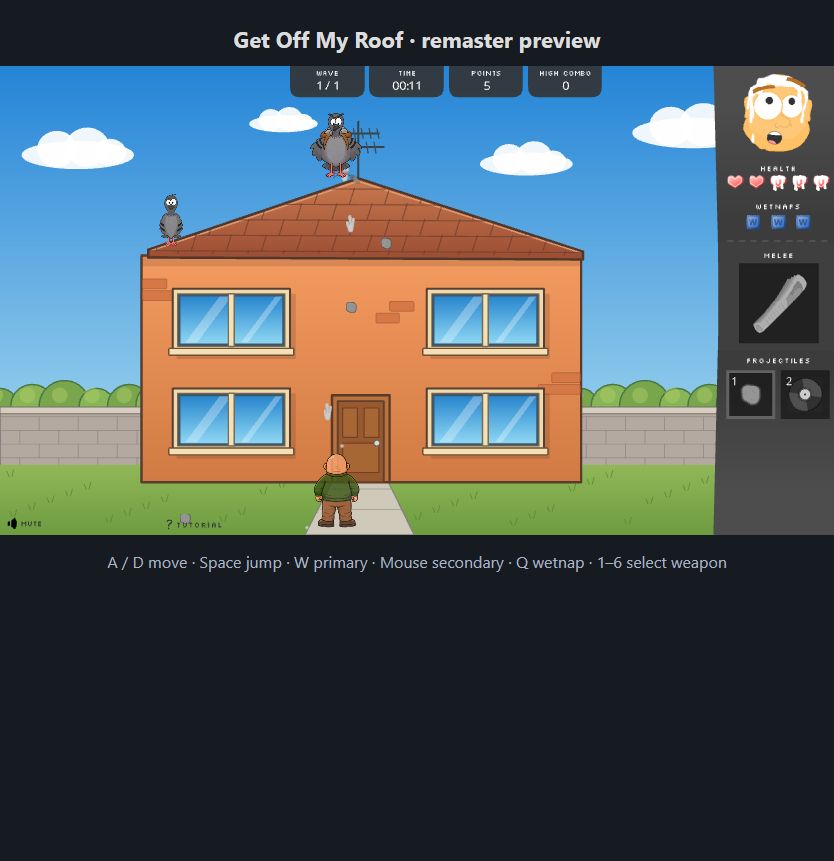 Get Off My Roof · remaster preview
WAVE
1 / 1
TIME
00:11
POINTS
5
HIGH COMBO
0
HEALTH
WETNAPS
W W W
MELEE
PROJECTILES
1 2
MUTE
? TUTORIAL
A / D move · Space jump · W primary · Mouse secondary · Q wetnap · 1–6 select weapon